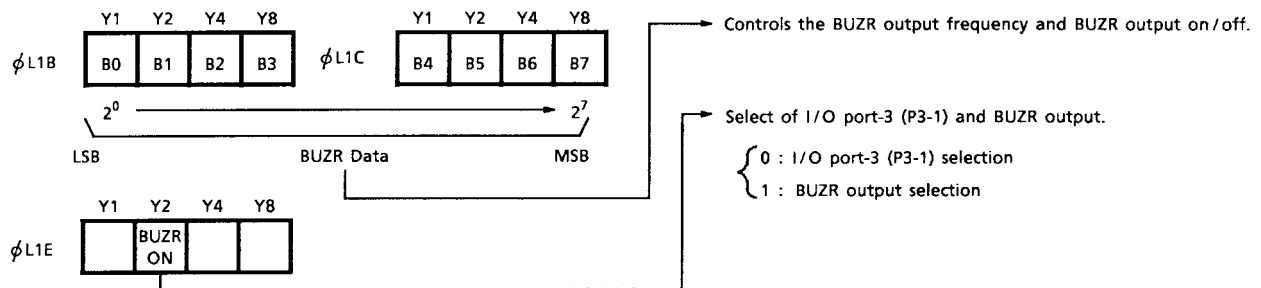 Y1 Y2 Y4 Y8
ϕL1B B0 B1 B2 B3
Y1 Y2 Y4 Y8
ϕL1C B4 B5 B6 B7
2⁰ 2⁷
LSB BUZR Data MSB
Controls the BUZR output frequency and BUZR output on/off.
Select of I/O port-3 (P3-1) and BUZR output.
0 : I/O port-3 (P3-1) selection
1 : BUZR output selection
Y1 Y2 Y4 Y8
ϕL1E BUZR
ON